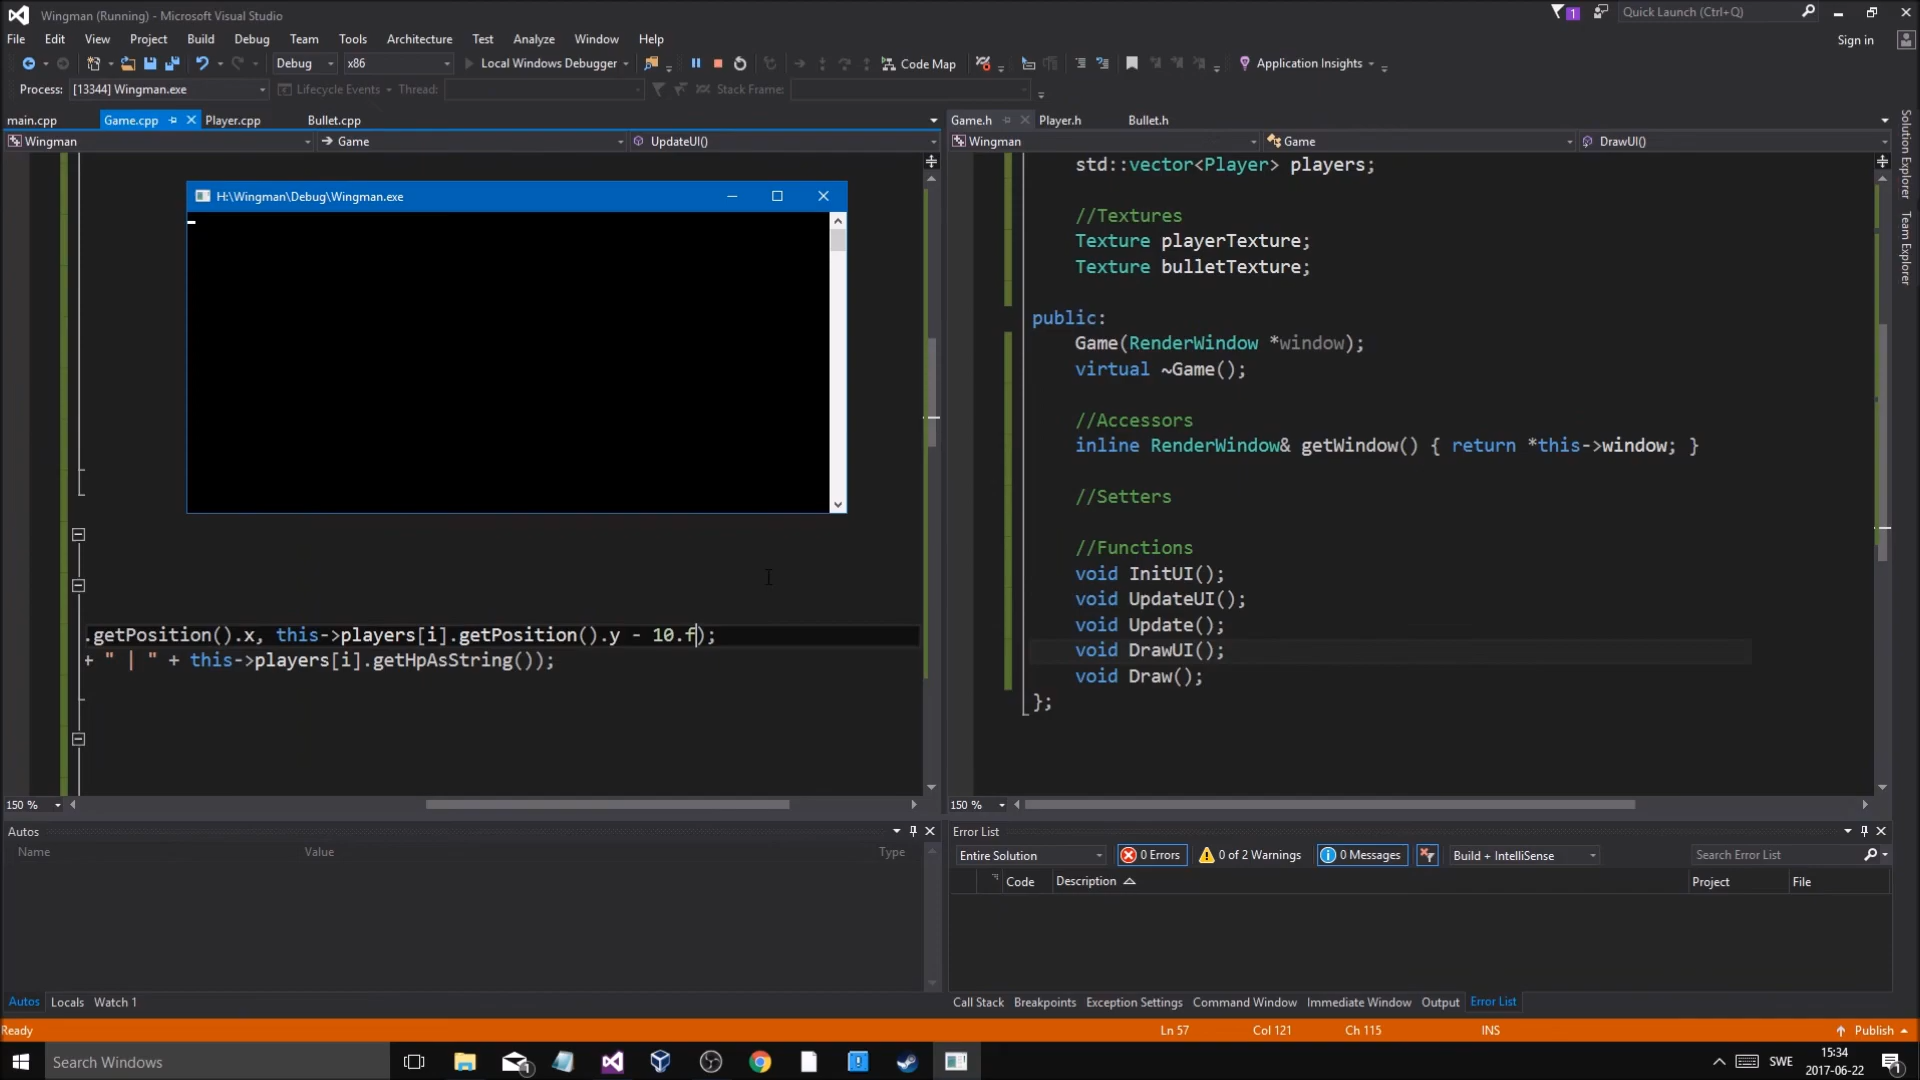 Wingman (Running) - Microsoft Visual Studio
1
Quick Launch (Ctrl+Q)
File Edit View Project Build Debug Team Tools Architecture Test Analyze Window Help
Sign in
Debug x86 Local Windows Debugger Code Map Application Insights
Process: [13344] Wingman.exe Lifecycle Events Thread: Stack Frame:
main.cpp Game.cpp Player.cpp Bullet.cpp
Game.h Player.h Bullet.h
Wingman Game UpdateUI()
Wingman Game DrawUI()
Solution Explorer
Team Explorer
H:\Wingman\Debug\Wingman.exe
.getPosition().x, this->players[i].getPosition().y - 10.f);
+ " | " + this->players[i].getHpAsString());
std::vector<Player> players;
//Textures
Texture playerTexture;
Texture bulletTexture;
public:
Game(RenderWindow *window);
virtual ~Game();
//Accessors
inline RenderWindow& getWindow() { return *this->window; }
//Setters
//Functions
void InitUI();
void UpdateUI();
void Update();
void DrawUI();
void Draw();
};
150 %
150 %
Autos
Name Value Type
Error List
Entire Solution 0 Errors 0 of 2 Warnings 0 Messages Build + IntelliSense Search Error List
Code Description Project File
Autos Locals Watch 1
Call Stack Breakpoints Exception Settings Command Window Immediate Window Output Error List
Ready Ln 57 Col 121 Ch 115 INS Publish
Search Windows
1
SWE
15:34
2017-06-22
1